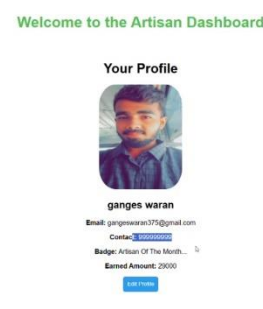 Welcome to the Artisan Dashboard
Your Profile
ganges waran
Email: gangeswaran375@gmail.com
Contact: 999999999
Badge: Artisan Of The Month...
Earned Amount: 29000
Edit Profile